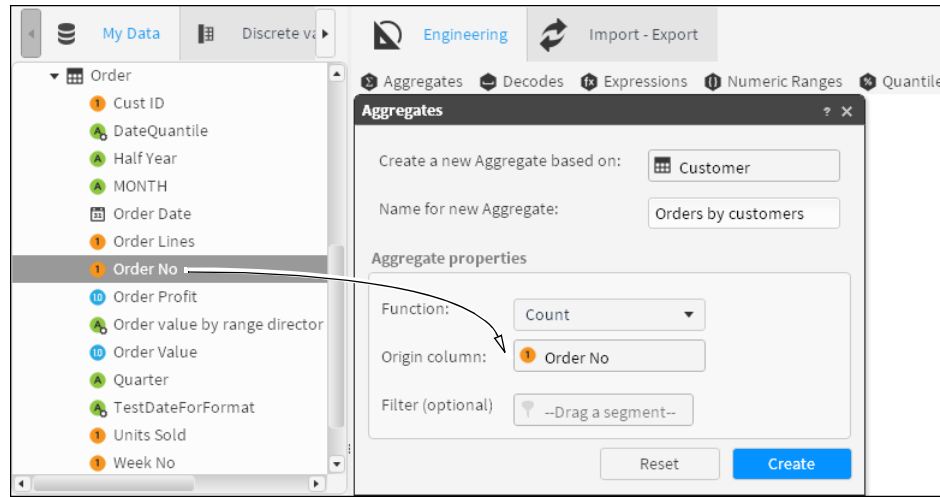 My Data
Discrete va
Engineering
Import - Export
Order
Cust ID
DateQuantile
Half Year
MONTH
Order Date
Order Lines
Order No
Order Profit
Order value by range director
Order Value
Quarter
TestDateForFormat
Units Sold
Week No
Aggregates
Decodes
Expressions
Numeric Ranges
Quantile
Aggregates
? ×
Create a new Aggregate based on:
Customer
Name for new Aggregate:
Orders by customers
Aggregate properties
Function:
Count
Origin column:
Order No
Filter (optional)
--Drag a segment--
Reset
Create